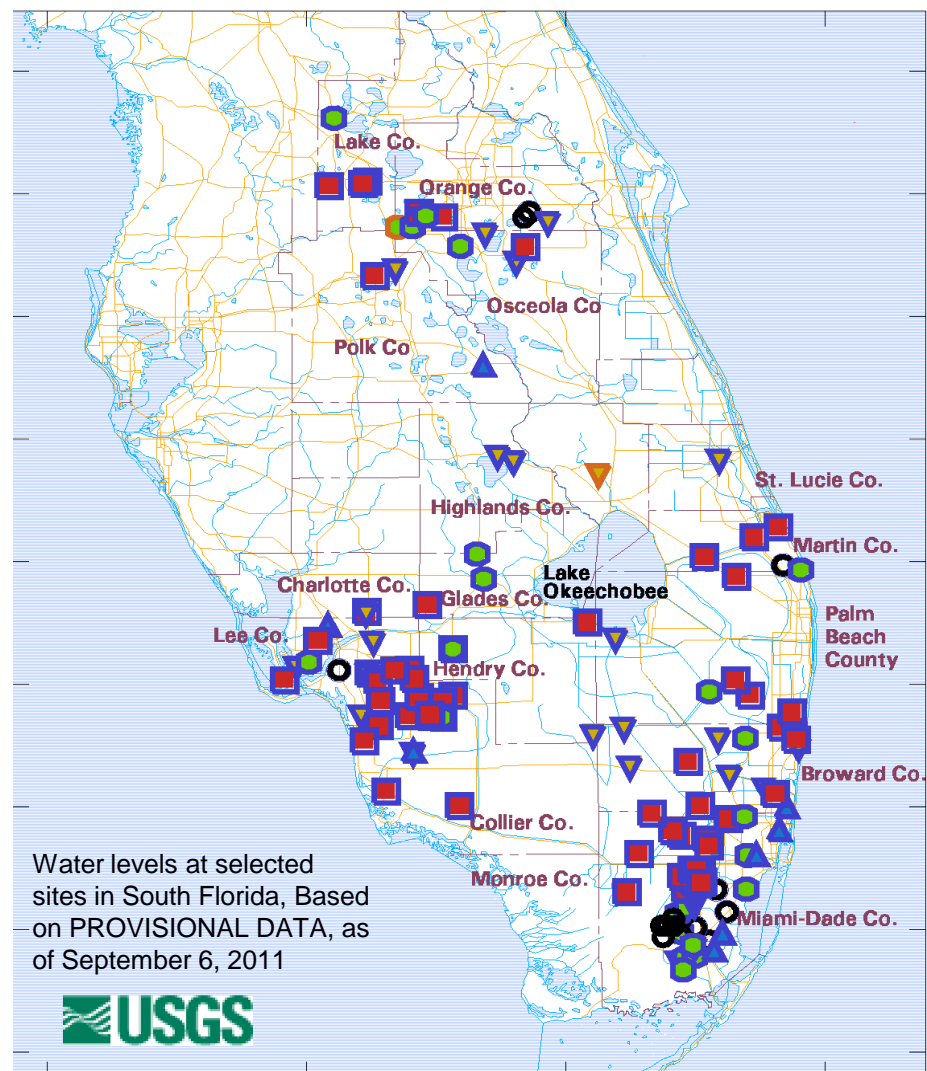 Lake Co.
Orange Co.
Osceola Co
Polk Co
St. Lucie Co.
Highlands Co.
Martin Co.
Lake
Okeechobee
Charlotte Co.
Glades Co.
Palm
Beach
County
Lee Co.
Hendry Co.
Broward Co.
Collier Co.
Monroe Co.
Miami-Dade Co.
Water levels at selected
sites in South Florida, Based
on PROVISIONAL DATA, as
of September 6, 2011
USGS